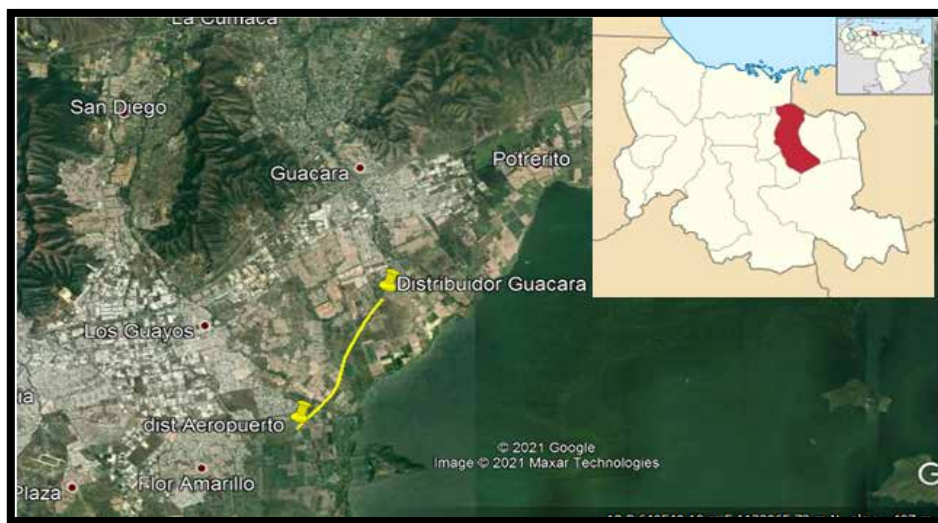 La Cumaca
San Diego
Guacara
Potrerito
Distribuidor Guacara
Los Guayos
dist Aeropuerto
© 2021 Google
Image © 2021 Maxar Technologies
Flor Amarillo
Plaza
G